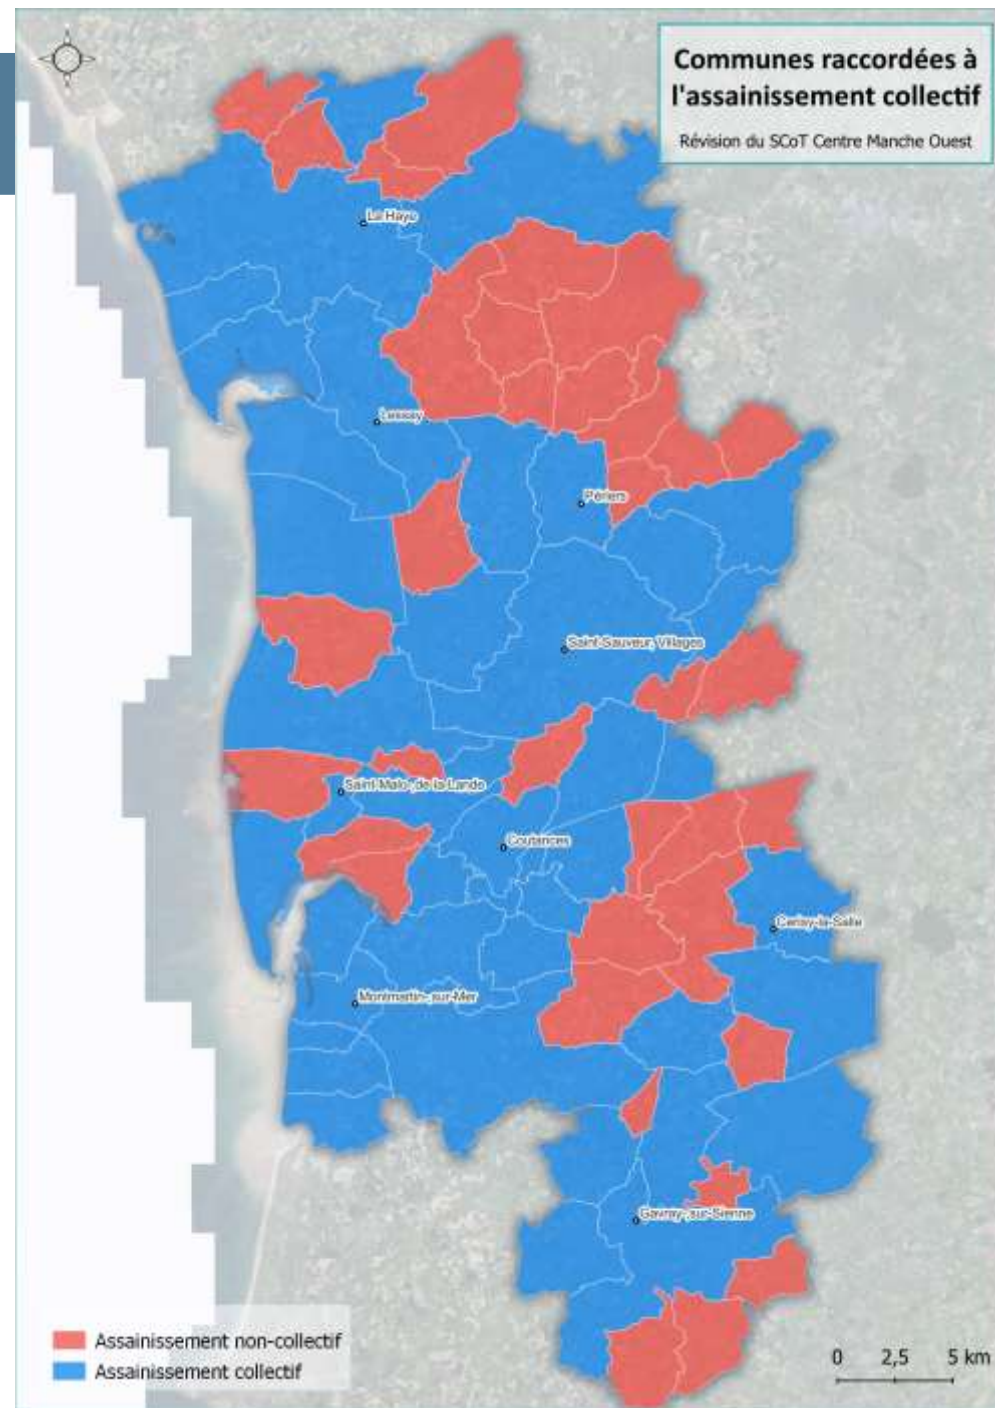 Communes raccordées à
l'assainissement collectif
Révision du SCoT Centre Manche Ouest
La Haye
Lessay
Périers
Saint-Sauveur, Villages
Saint-Malo-,de-la-Lande
Coutances
Cerisy-la-Salle
Montmartin-,sur-Mer
Gavray-,sur-Sienne
Assainissement non-collectif
Assainissement collectif
0 2,5 5 km